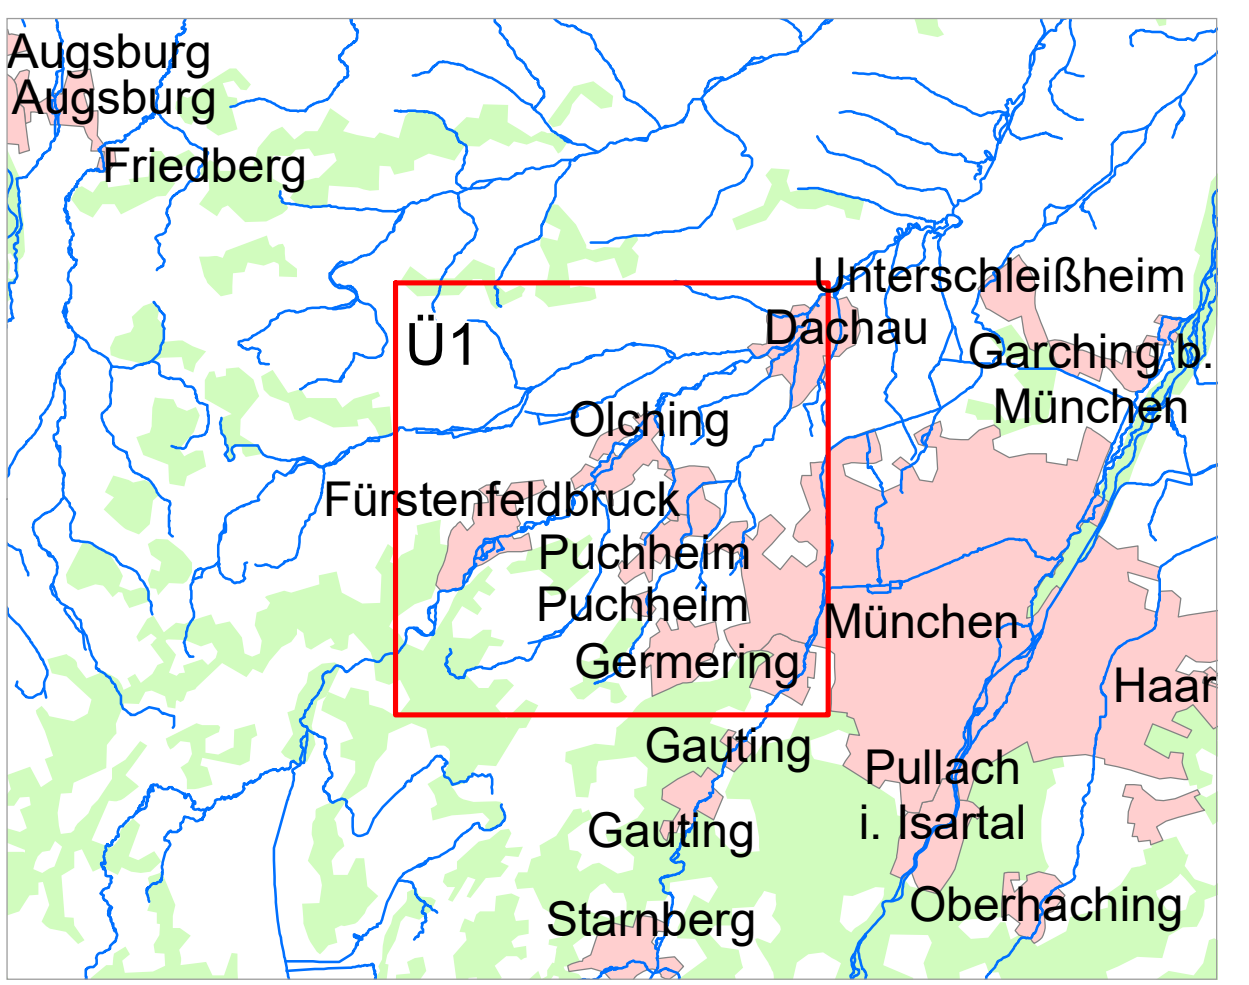 Augsburg
Augsburg
Friedberg
Unterschleißheim
Dachau
Ü1
Garching b.
München
Olching
Fürstenfeldbruck
Puchheim
Puchheim
München
Germering
Haar
Gauting
Pullach
i. Isartal
Gauting
Oberhaching
Starnberg